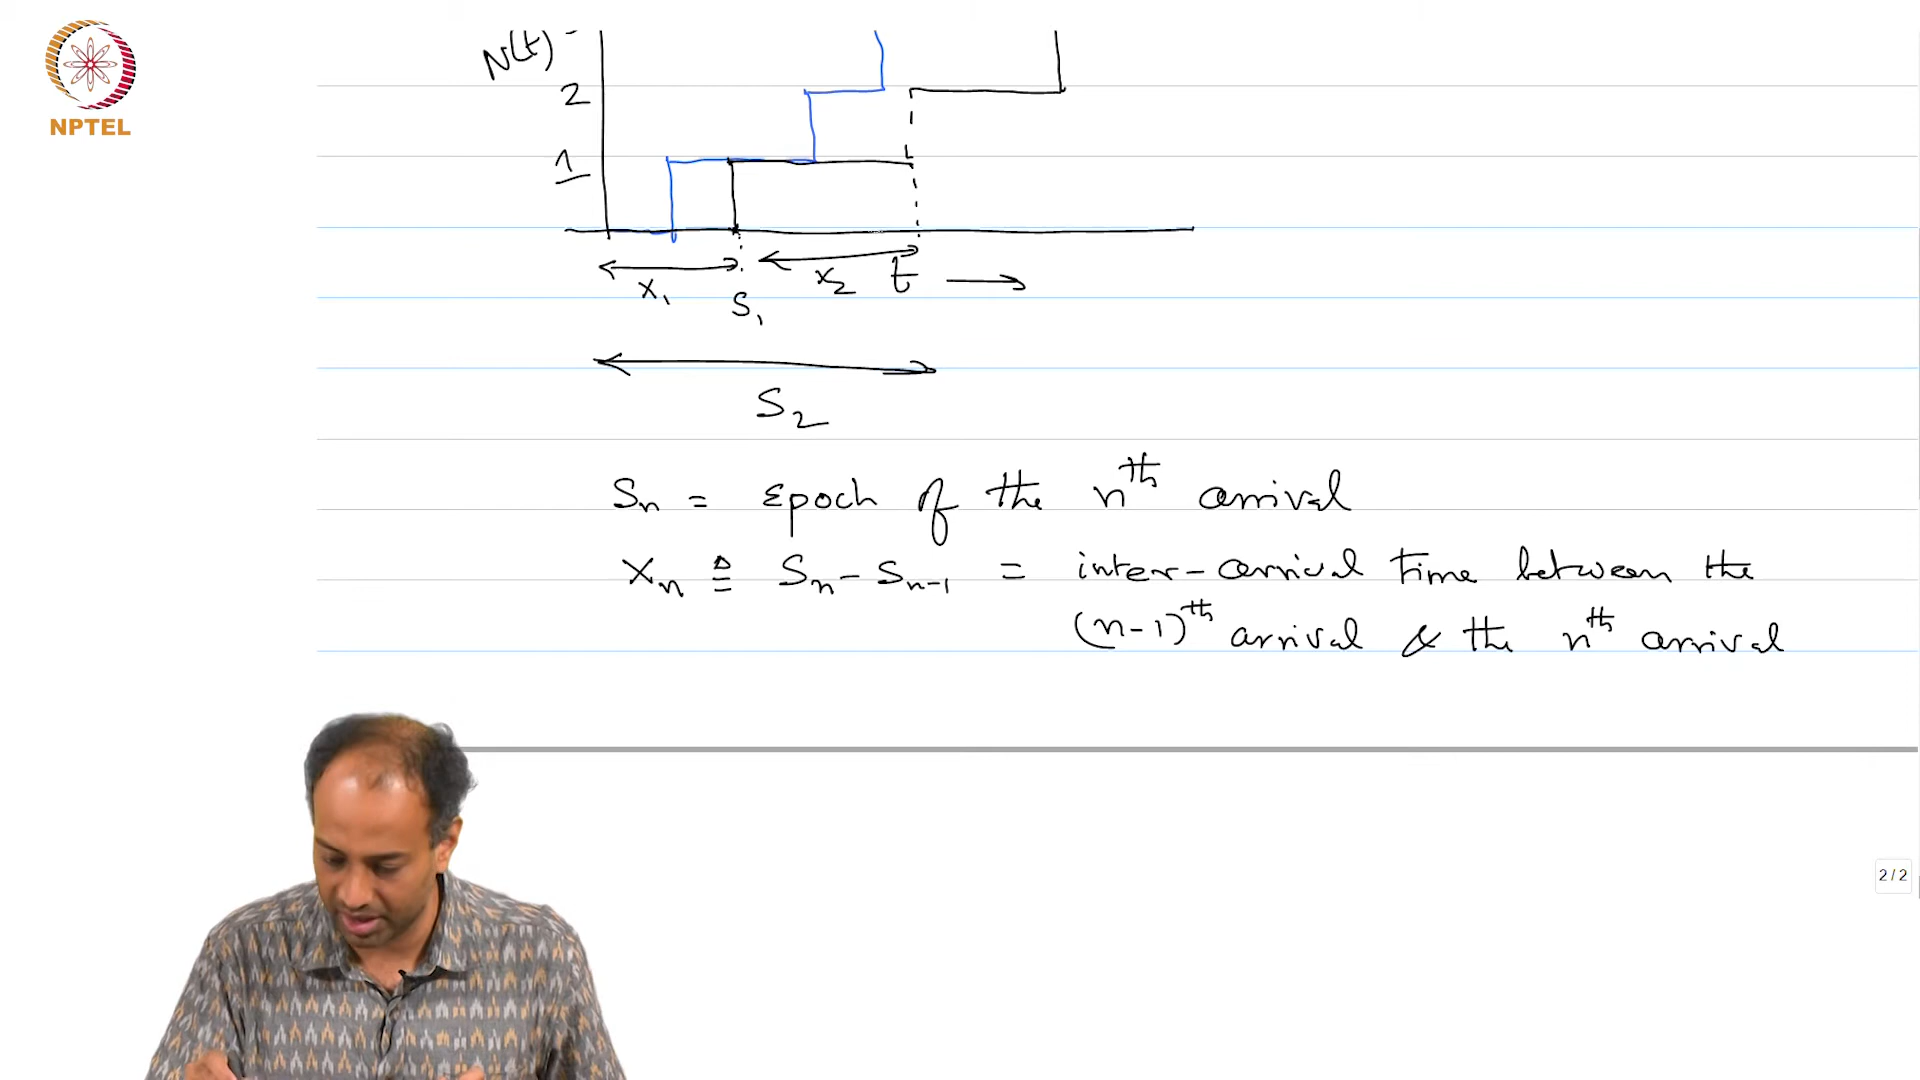 NPTEL
N(t)
2
1
X₁
X₂
t
S₁
S₂
Sₙ = Epoch of the nᵗʰ arrival
Xₙ ≜ Sₙ - Sₙ₋₁ = inter-arrival time between the
(n-1)ᵗʰ arrival & the nᵗʰ arrival
2 / 2